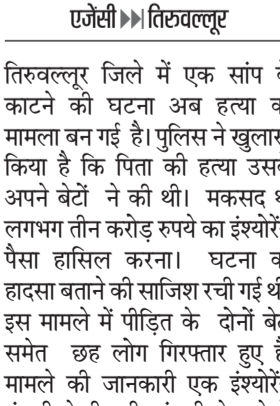 एजेंसी ▶▶| तिरुवल्लूर
तिरुवल्लूर जिले में एक सांप
काटने की घटना अब हत्या
मामला बन गई है। पुलिस ने
किया है कि पिता की हत्या
अपने बेटों ने की थी। मकसद
लगभग तीन करोड़ रुपये का
पैसा हासिल करना। घटना
हादसा बताने की साजिश रची गई
इस मामले में पीड़ित के दोनों
समेत छह लोग गिरफ्तार हुए
मामले की जानकारी एक